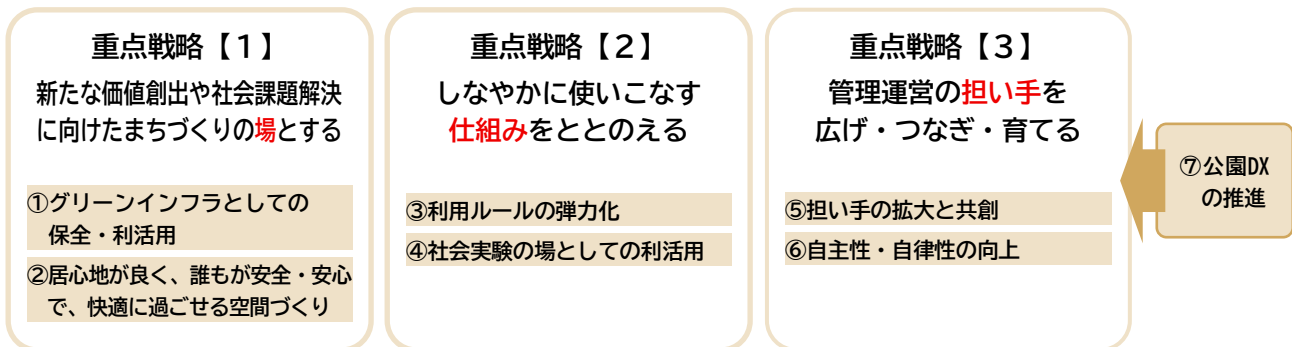 重点戦略【1】
新たな価値創出や社会課題解決
に向けたまちづくりの場とする
①グリーンインフラとしての
保全・利活用
②居心地が良く、誰もが安全・安心
で、快適に過ごせる空間づくり
重点戦略【2】
しなやかに使いこなす
仕組みをととのえる
③利用ルールの弾力化
④社会実験の場としての利活用
重点戦略【3】
管理運営の担い手を
広げ・つなぎ・育てる
⑤担い手の拡大と共創
⑥自主性・自律性の向上
⑦公園DX
の推進